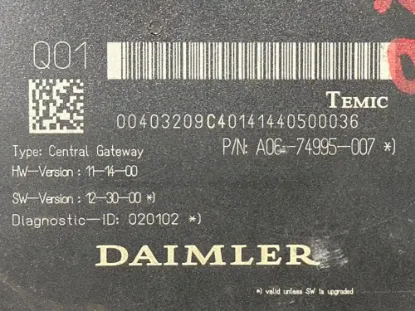 Q01
TEMIC
00403209C40141440500036
P/N: A06-74995-007 *)
Type: Central Gateway
HW-Version: 11-14-00
SW-Version: 12-30-00 *)
Diagnostic-ID: 020102 *)
DAIMLER
*) valid unless SW is upgraded